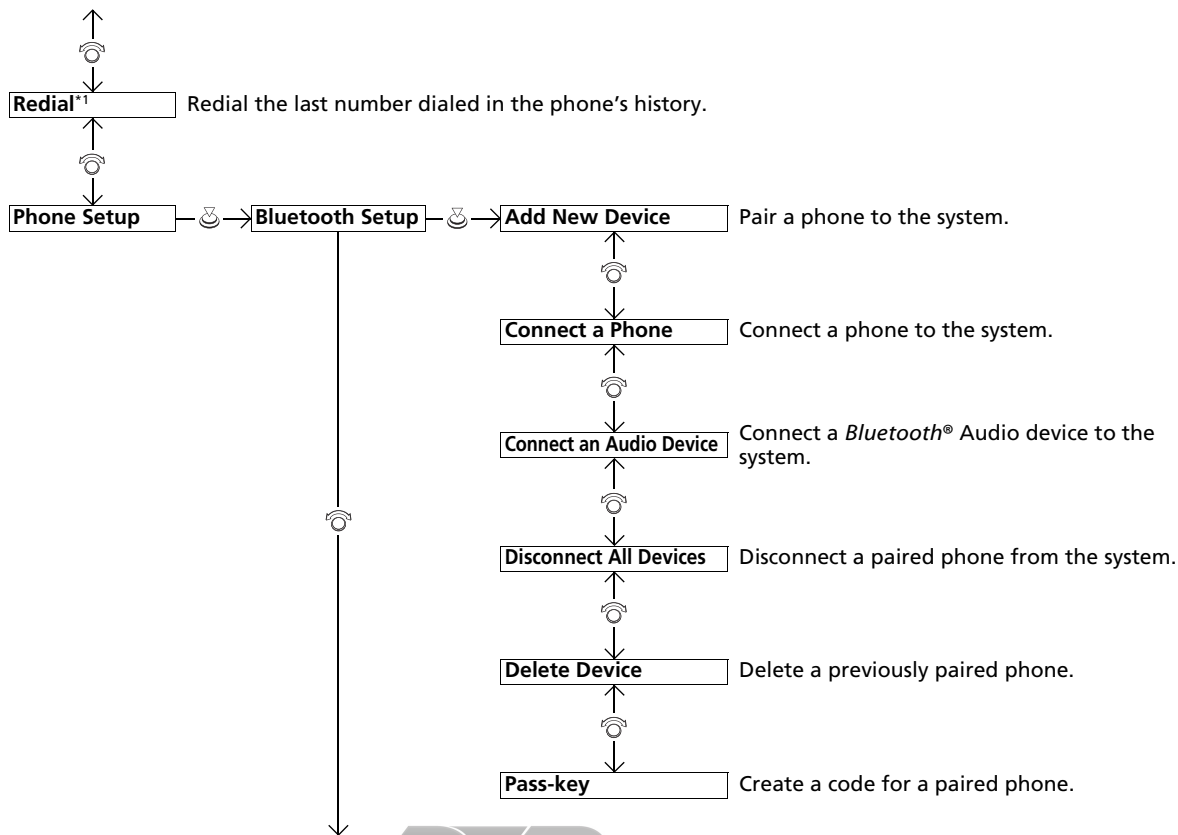 Redial*1 Redial the last number dialed in the phone's history.
Phone Setup Bluetooth Setup Add New Device Pair a phone to the system.
Connect a Phone Connect a phone to the system.
Connect an Audio Device Connect a Bluetooth® Audio device to the
system.
Disconnect All Devices Disconnect a paired phone from the system.
Delete Device Delete a previously paired phone.
Pass-key Create a code for a paired phone.